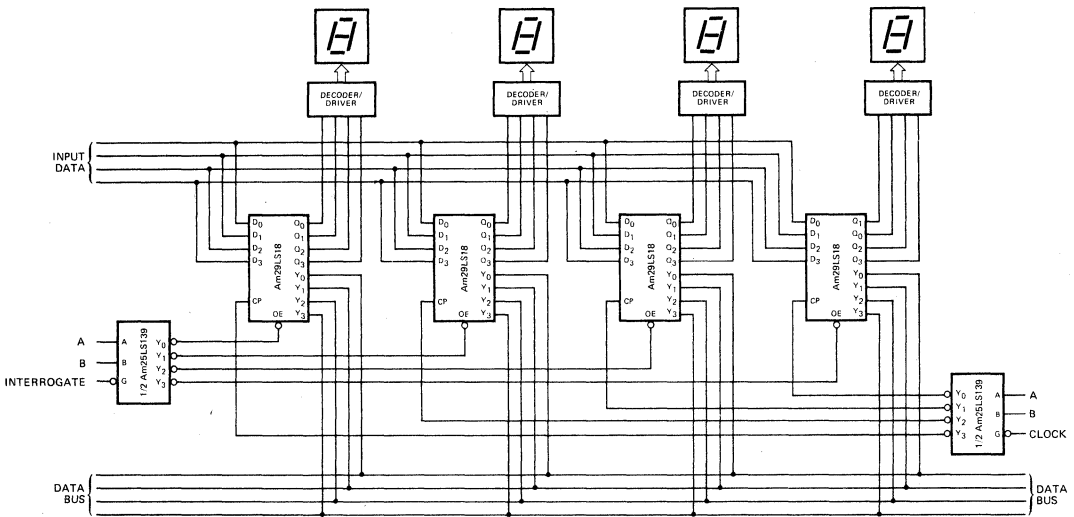 DECODER/
DRIVER
DECODER/
DRIVER
DECODER/
DRIVER
DECODER/
DRIVER
INPUT
DATA
D0
D1
D2
D3
CP
Am29LS18
OE
Q0
Q1
Q2
Q3
Y0
Y1
Y2
Y3
D0
D1
D2
D3
CP
Am29LS18
OE
Q0
Q1
Q2
Q3
Y0
Y1
Y2
Y3
D0
D1
D2
D3
CP
Am29LS18
OE
Q0
Q1
Q2
Q3
Y0
Y1
Y2
Y3
D0
D1
D2
D3
CP
Am29LS18
OE
Q1
Q0
Q2
Q3
Y0
Y1
Y2
Y3
A
B
INTERROGATE
A
B
G
1/2 Am25LS139
Y0
Y1
Y2
Y3
Y0
Y1
Y2
Y3
1/2 Am25LS139
A
B
G
A
B
CLOCK
DATA
BUS
DATA
BUS